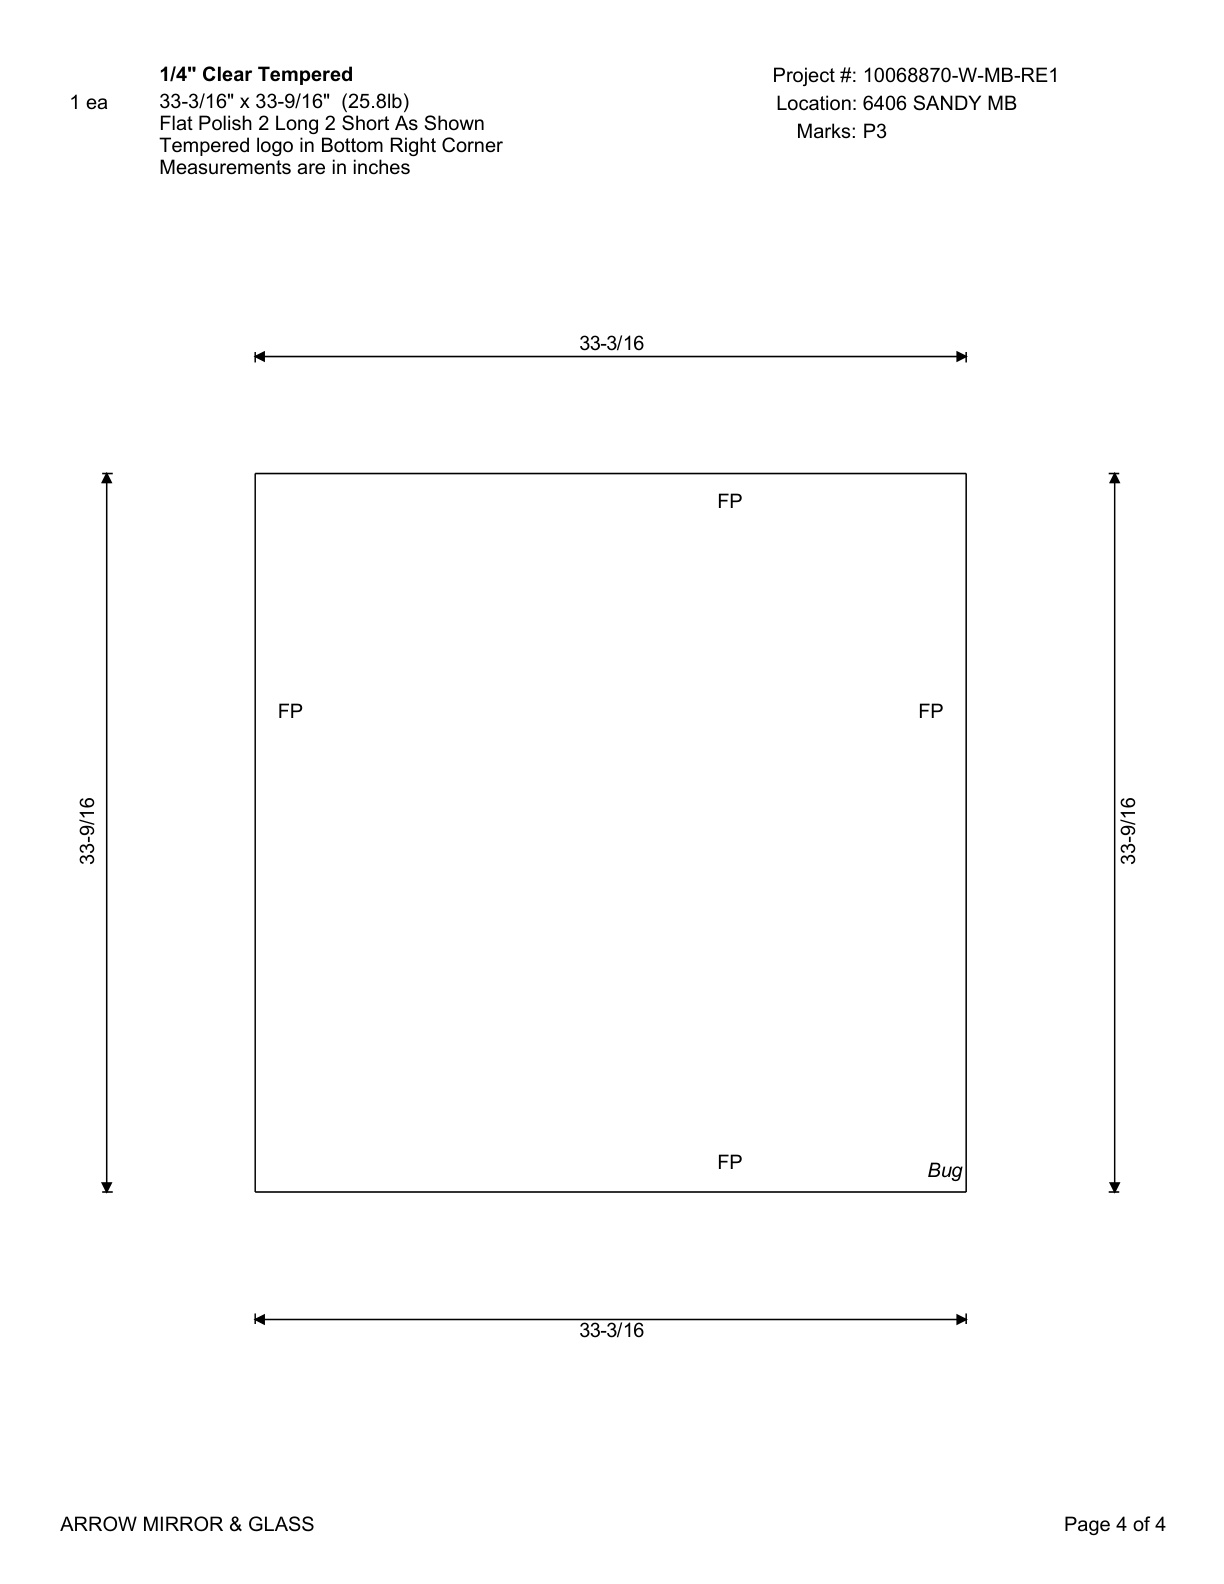 1/4" Clear Tempered
1 ea
33-3/16" x 33-9/16"  (25.8lb)
Flat Polish 2 Long 2 Short As Shown
Tempered logo in Bottom Right Corner
Measurements are in inches
Project #: 10068870-W-MB-RE1
Location: 6406 SANDY MB
Marks: P3
33-3/16
FP
FP
FP
33-9/16
33-9/16
FP
Bug
33-3/16
ARROW MIRROR & GLASS
Page 4 of 4